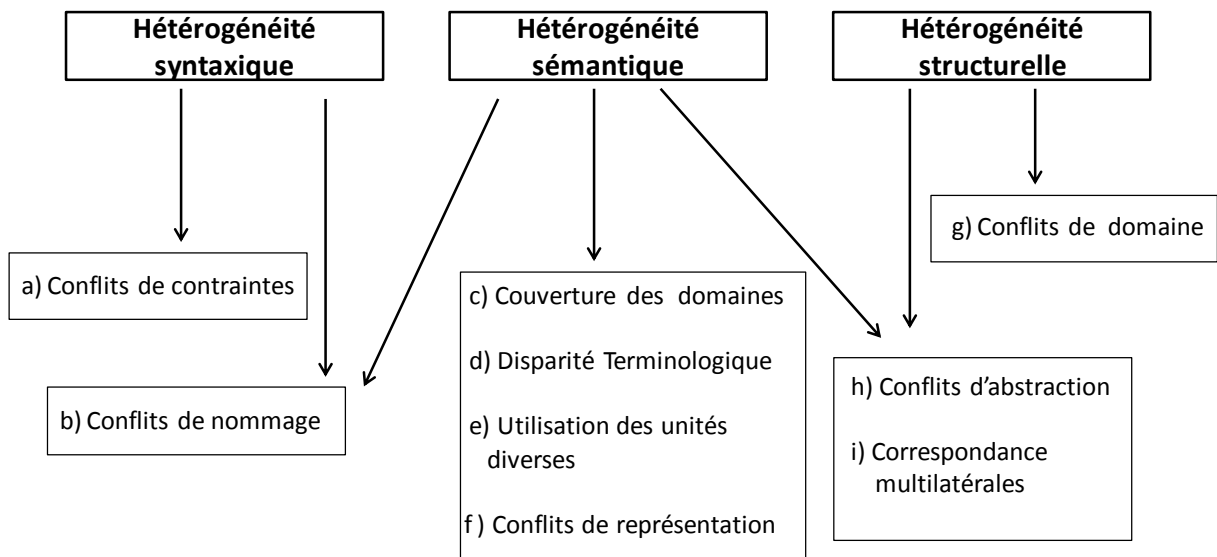 Hétérogénéité
syntaxique
Hétérogénéité
sémantique
Hétérogénéité
structurelle
a) Conflits de contraintes
b) Conflits de nommage
c) Couverture des domaines
d) Disparité Terminologique
e) Utilisation des unités
diverses
f) Conflits de représentation
g) Conflits de domaine
h) Conflits d’abstraction
i) Correspondance
multilatérales